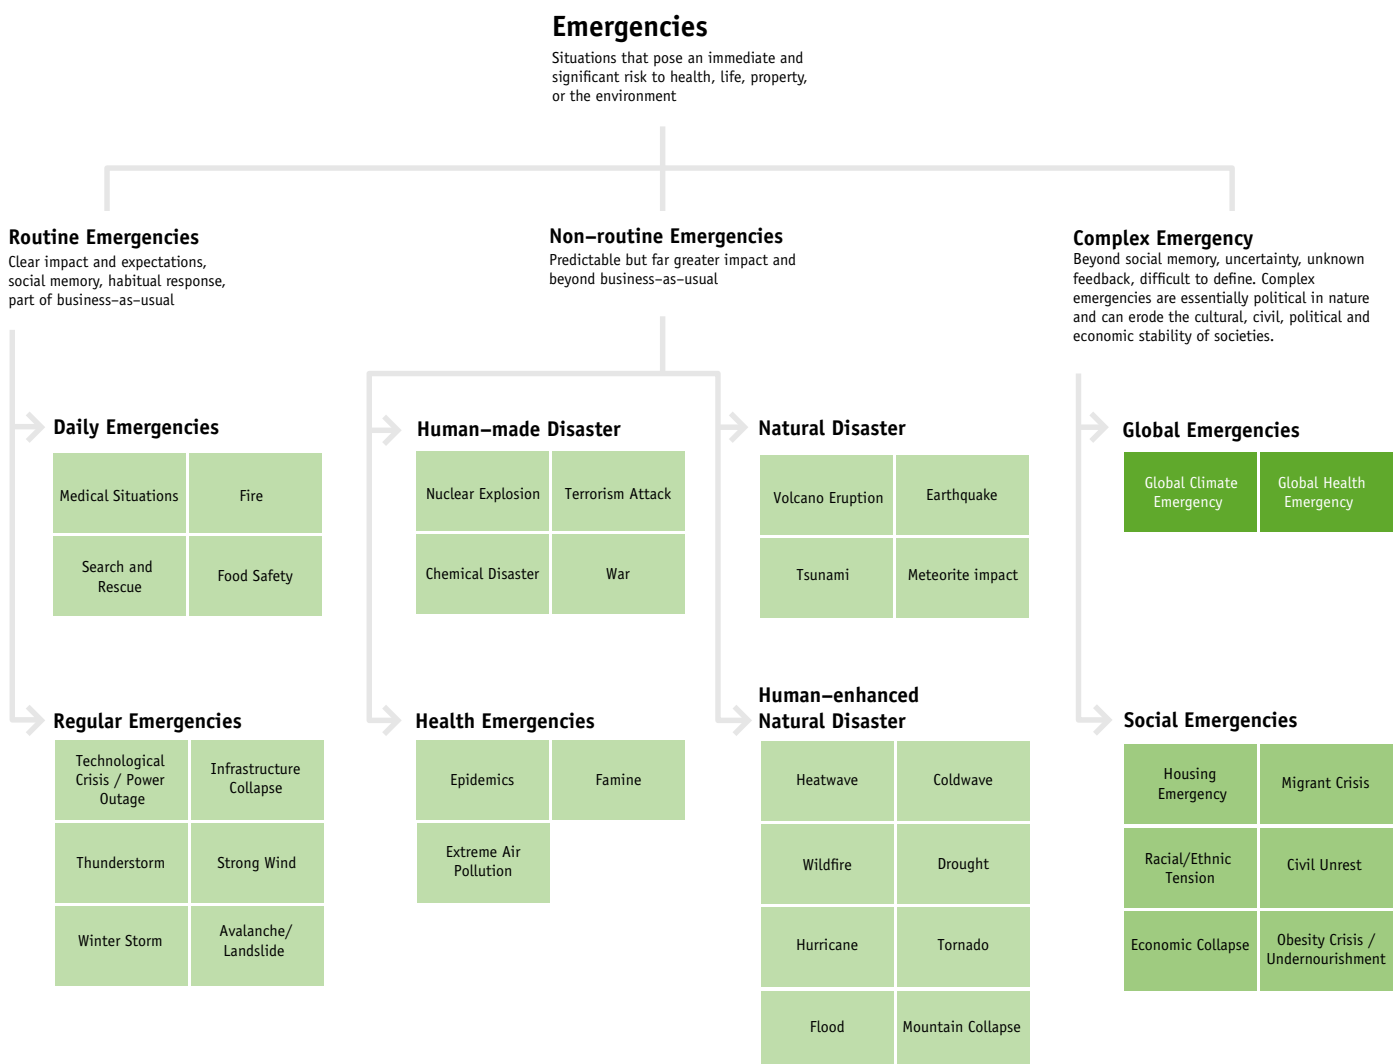 Emergencies
Situations that pose an immediate and
significant risk to health, life, property,
or the environment
Routine Emergencies
Clear impact and expectations,
social memory, habitual response,
part of business–as–usual
Non–routine Emergencies
Predictable but far greater impact and
beyond business–as–usual
Complex Emergency
Beyond social memory, uncertainty, unknown
feedback, difficult to define. Complex
emergencies are essentially political in nature
and can erode the cultural, civil, political and
economic stability of societies.
Daily Emergencies
Medical Situations
Fire
Search and
Rescue
Food Safety
Human–made Disaster
Nuclear Explosion
Terrorism Attack
Chemical Disaster
War
Natural Disaster
Volcano Eruption
Earthquake
Tsunami
Meteorite impact
Global Emergencies
Global Climate
Emergency
Global Health
Emergency
Regular Emergencies
Technological
Crisis / Power
Outage
Infrastructure
Collapse
Thunderstorm
Strong Wind
Winter Storm
Avalanche/
Landslide
Health Emergencies
Epidemics
Famine
Extreme Air
Pollution
Human–enhanced
Natural Disaster
Heatwave
Coldwave
Wildfire
Drought
Hurricane
Tornado
Flood
Mountain Collapse
Social Emergencies
Housing
Emergency
Migrant Crisis
Racial/Ethnic
Tension
Civil Unrest
Economic Collapse
Obesity Crisis /
Undernourishment